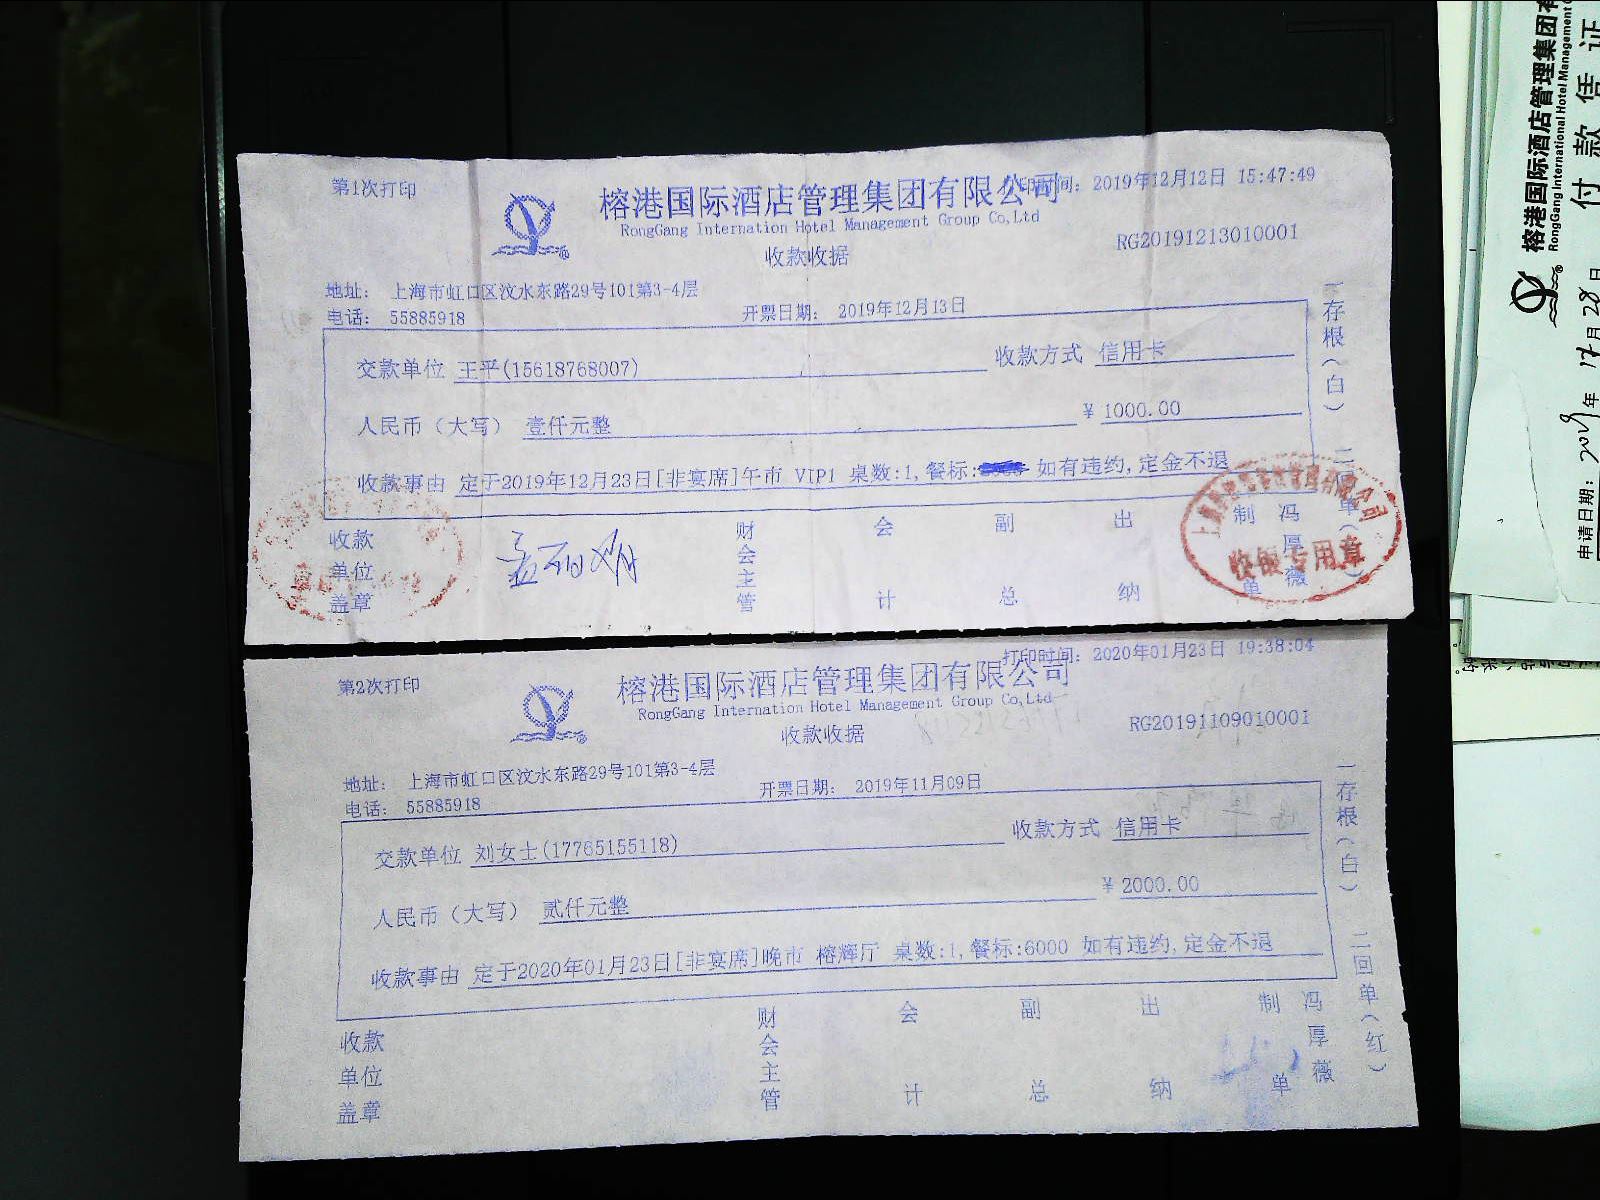 第1次打印
打印时间: 2019年12月12日 15:47:49
榕港国际酒店管理集团有限公司
RongGang Internation Hotel Management Group Co,Ltd
RG20191213010001
收款收据
地址: 上海市虹口区汶水东路29号101第3-4层
电话: 55885918
开票日期: 2019年12月13日
交款单位 王平(15618768007)
收款方式 信用卡
人民币(大写) 壹仟元整
¥ 1000.00
收款事由 定于2019年12月23日[非宴席]午市 VIP1 桌数:1,餐标: 如有违约,定金不退
一存根(白)
收款单位盖章
财会主管
会计
副总
出纳
制单
冯厚薇
收银专用章
第2次打印
打印时间: 2020年01月23日 19:38:04
榕港国际酒店管理集团有限公司
RongGang Internation Hotel Management Group Co,Ltd
RG20191109010001
收款收据
地址: 上海市虹口区汶水东路29号101第3-4层
电话: 55885918
开票日期: 2019年11月09日
交款单位 刘女士(17765155118)
收款方式 信用卡
人民币(大写) 贰仟元整
¥ 2000.00
收款事由 定于2020年01月23日[非宴席]晚市 榕辉厅 桌数:1,餐标:6000 如有违约,定金不退
一存根(白) 二回单(红)
收款单位盖章
财会主管
会计
副总
出纳
制单
冯厚薇
榕港国际酒店管理集团有
RongGang International Hotel Management
付款凭证
申请日期: 2019年12月28日